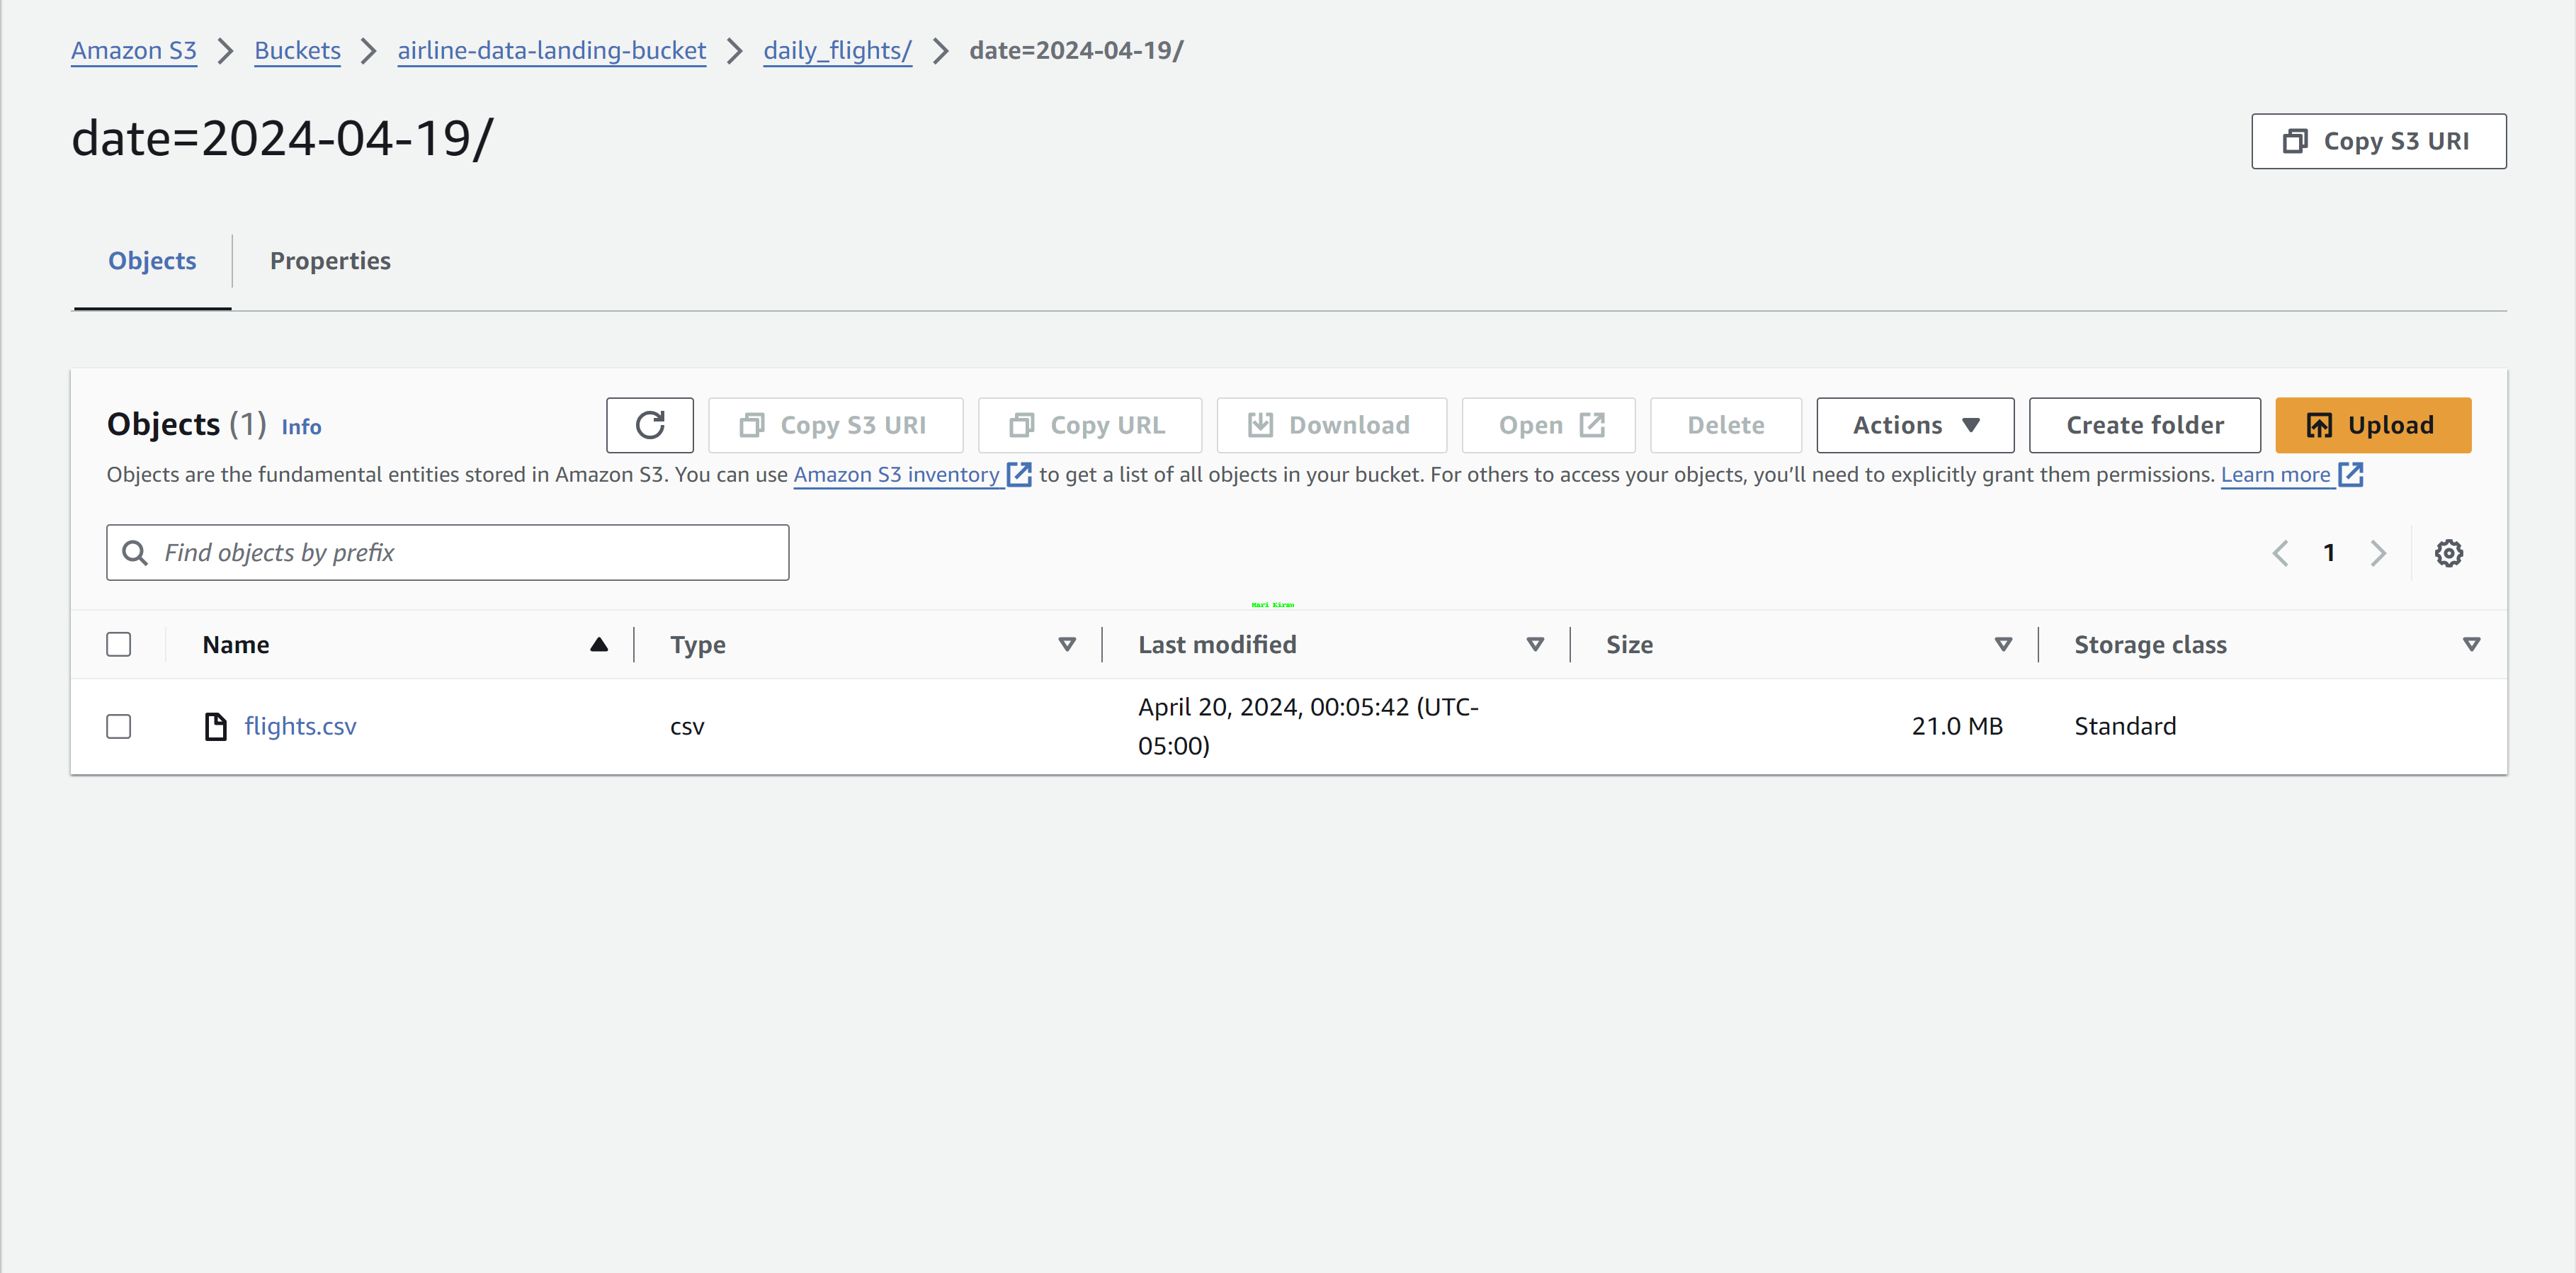 Amazon S3 > Buckets > airline-data-landing-bucket > daily_flights/ > date=2024-04-19/
date=2024-04-19/
Copy S3 URI
Objects
Properties
Objects (1) Info
Copy S3 URI
Copy URL
Download
Open
Delete
Actions
Create folder
Upload
Objects are the fundamental entities stored in Amazon S3. You can use Amazon S3 inventory to get a list of all objects in your bucket. For others to access your objects, you’ll need to explicitly grant them permissions. Learn more
Find objects by prefix
1
Hari Kiran
Name
Type
Last modified
Size
Storage class
flights.csv
csv
April 20, 2024, 00:05:42 (UTC-
05:00)
21.0 MB
Standard